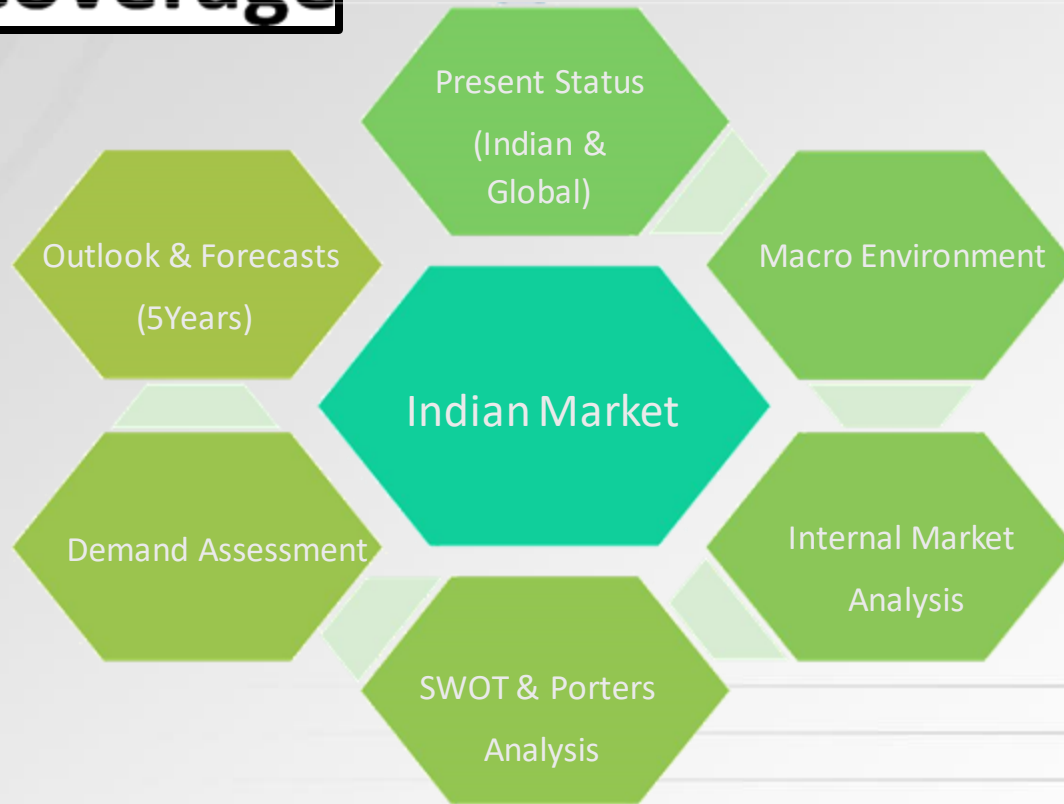 Present Status
(Indian &
Global)
Macro Environment
Internal Market
Analysis
SWOT & Porters
Analysis
Demand Assessment
Outlook & Forecasts
(5Years)
Indian Market